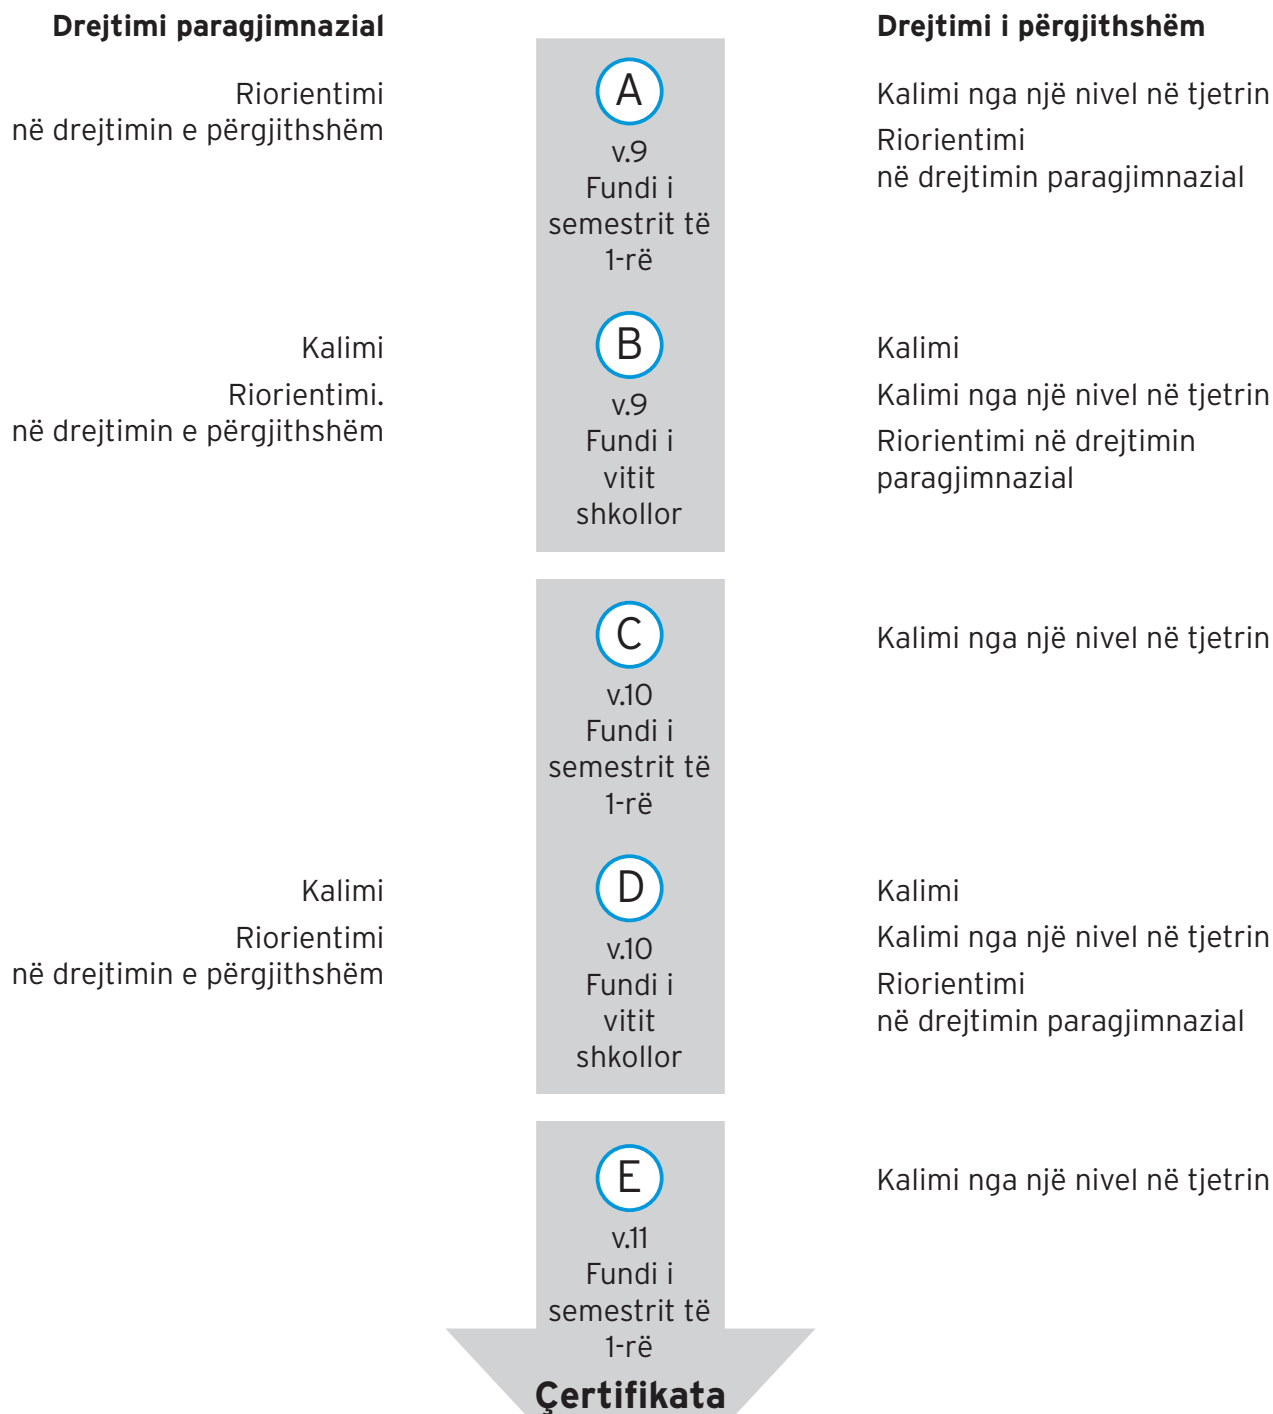 Drejtimi paragjimnazial
Drejtimi i përgjithshëm
Riorientimi
në drejtimin e përgjithshëm
A
v.9
Fundi i
semestrit të
1-rë
Kalimi nga një nivel në tjetrin
Riorientimi
në drejtimin paragjimnazial
Kalimi
Riorientimi.
në drejtimin e përgjithshëm
B
v.9
Fundi i
vitit
shkollor
Kalimi
Kalimi nga një nivel në tjetrin
Riorientimi në drejtimin
paragjimnazial
C
v.10
Fundi i
semestrit të
1-rë
Kalimi nga një nivel në tjetrin
Kalimi
Riorientimi
në drejtimin e përgjithshëm
D
v.10
Fundi i
vitit
shkollor
Kalimi
Kalimi nga një nivel në tjetrin
Riorientimi
në drejtimin paragjimnazial
E
v.11
Fundi i
semestrit të
1-rë
Kalimi nga një nivel në tjetrin
Çertifikata